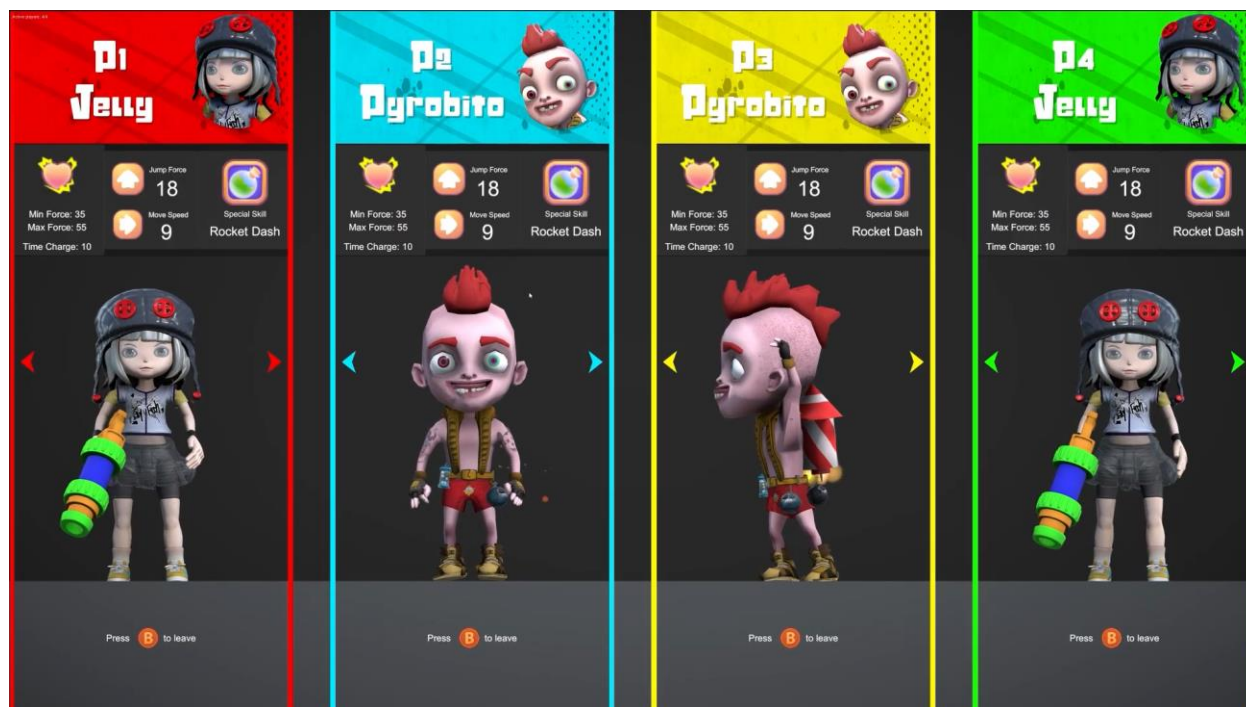 P1
Jelly
Min Force: 35
Max Force: 55
Time Charge: 10
Jump Force
18
Move Speed
9
Special Skill
Rocket Dash
Press B to leave
P2
Pyrobito
Min Force: 35
Max Force: 55
Time Charge: 10
Jump Force
18
Move Speed
9
Special Skill
Rocket Dash
Press B to leave
P3
Pyrobito
Min Force: 35
Max Force: 55
Time Charge: 10
Jump Force
18
Move Speed
9
Special Skill
Rocket Dash
Press B to leave
P4
Jelly
Min Force: 35
Max Force: 55
Time Charge: 10
Jump Force
18
Move Speed
9
Special Skill
Rocket Dash
Press B to leave